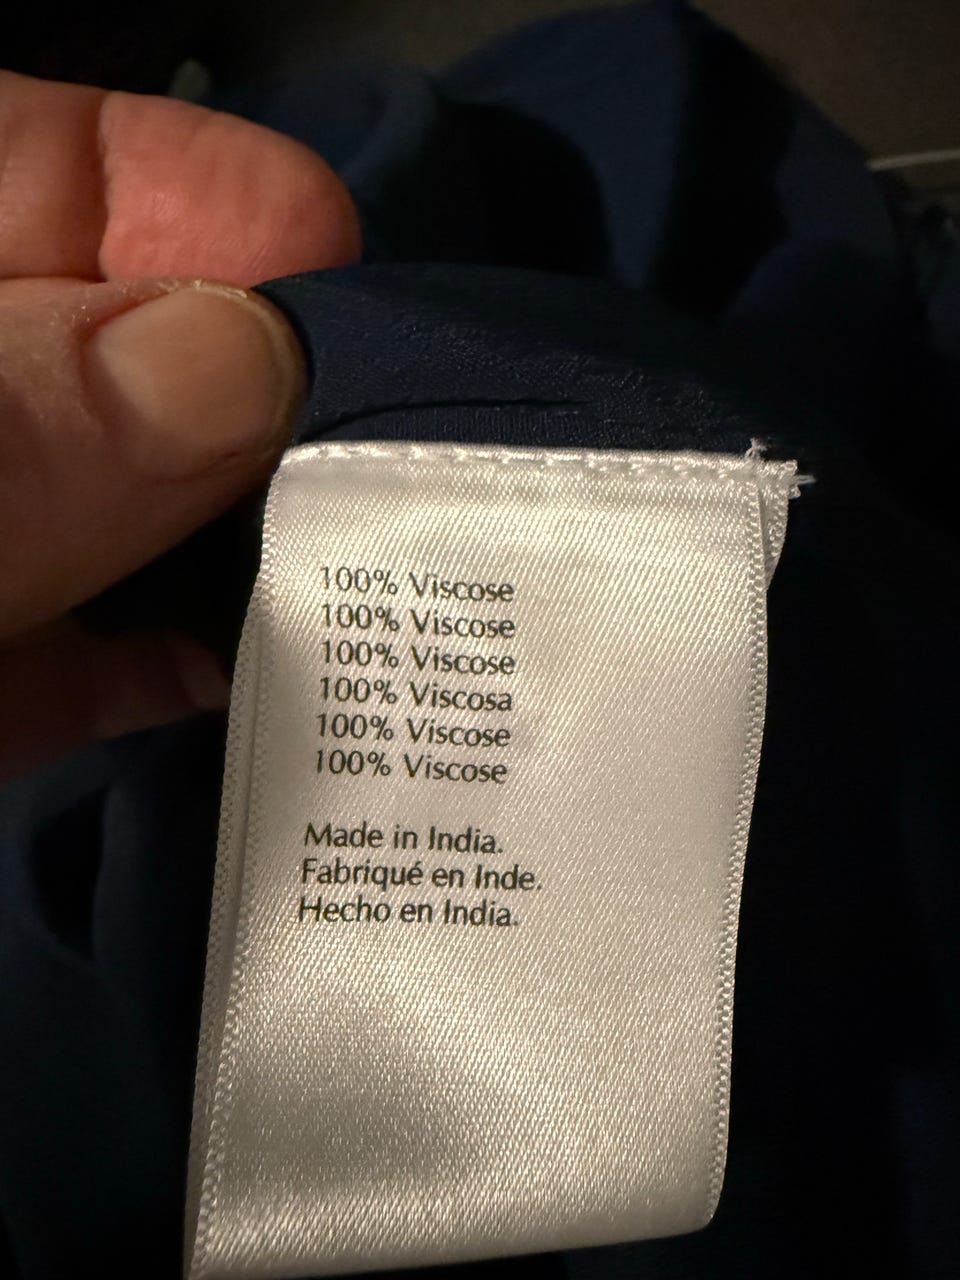 100% Viscose
100% Viscose
100% Viscose
100% Viscosa
100% Viscose
100% Viscose
Made in India.
Fabriqué en Inde.
Hecho en India.